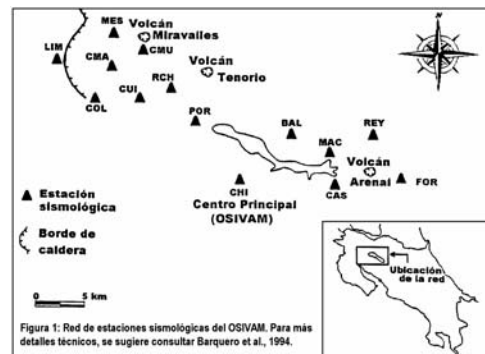 MES
Volcán
Miravalles
LIM
CMU
CMA
Volcán
Tenorio
RCH
COL
CUI
POR
BAL
REY
MAC
Volcán
Arenal
CHI
CAS
FOR
Centro Principal
(OSIVAM)
Estación
sismológica
Borde de
caldera
0 5 km
Ubicación
de la red
Figura 1: Red de estaciones sismológicas del OSIVAM. Para más
detalles técnicos, se sugiere consultar Barquero et al., 1994.